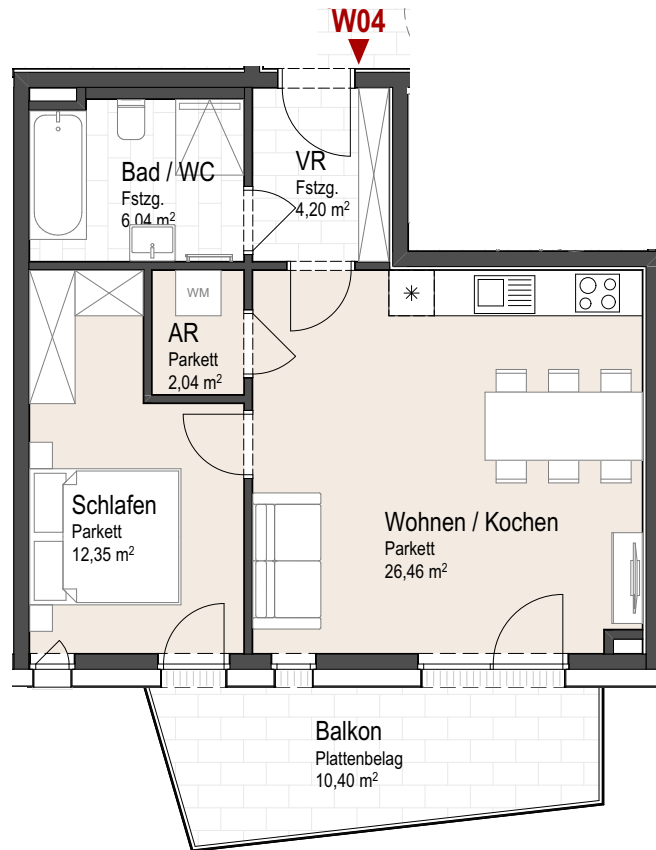 W04
Bad / WC
Fstzg.
6,04 m²
VR
Fstzg.
4,20 m²
WM
AR
Parkett
2,04 m²
Schlafen
Parkett
12,35 m²
Wohnen / Kochen
Parkett
26,46 m²
Balkon
Plattenbelag
10,40 m²